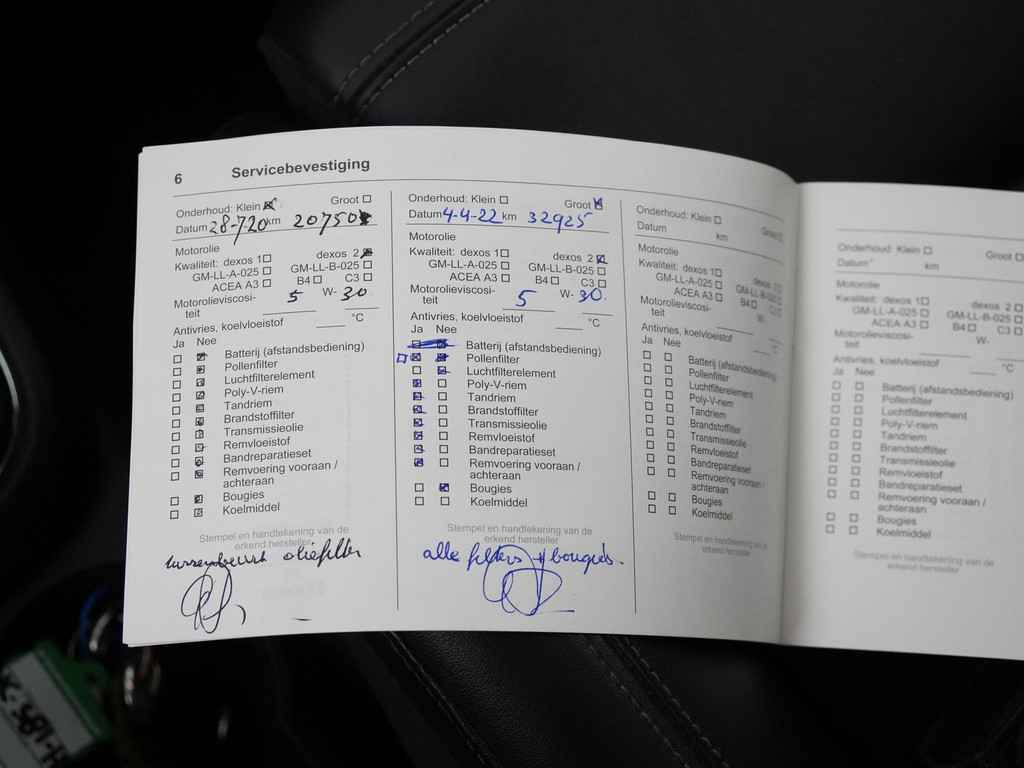 6 Servicebevestiging
Onderhoud: Klein Groot
Datum 28-7-20 km 20750
Motorolie
Kwaliteit: dexos 1 dexos 2
GM-LL-A-025 GM-LL-B-025
ACEA A3 B4 C3
Motorolieviscosi-
teit 5 W- 30
Antivries, koelvloeistof °C
Ja Nee
Batterij (afstandsbediening)
Pollenfilter
Luchtfilterelement
Poly-V-riem
Tandriem
Brandstoffilter
Transmissieolie
Remvloeistof
Bandreparatieset
Remvoering vooraan /
achteraan
Bougies
Koelmiddel
Stempel en handtekening van de
erkend hersteller
oliefilter
Onderhoud: Klein Groot
Datum 4-4-22 km 32925
Motorolie
Kwaliteit: dexos 1 dexos 2
GM-LL-A-025 GM-LL-B-025
ACEA A3 B4 C3
Motorolieviscosi-
teit 5 W- 30
Antivries, koelvloeistof °C
Ja Nee
Batterij (afstandsbediening)
Pollenfilter
Luchtfilterelement
Poly-V-riem
Tandriem
Brandstoffilter
Transmissieolie
Remvloeistof
Bandreparatieset
Remvoering vooraan /
achteraan
Bougies
Koelmiddel
Stempel en handtekening van de
erkend hersteller
alle filters + bougies.
Onderhoud: Klein Groot
Datum km
Motorolie
Kwaliteit: dexos 1 dexos
GM-LL-A-025 GM-LL-B-025
ACEA A3 B4
Motorolieviscosi-
teit W-
Antivries, koelvloeistof °C
Ja Nee
Batterij (afstandsbediening)
Pollenfilter
Luchtfilterelement
Poly-V-riem
Tandriem
Brandstoffilter
Transmissieolie
Remvloeistof
Bandreparatieset
Remvoering vooraan /
achteraan
Bougies
Koelmiddel
Stempel en handtekening van de
erkend hersteller
Onderhoud: Klein Groot
Datum km
Motorolie
Kwaliteit: dexos 1 dexos 2
GM-LL-A-025 GM-LL-B-025
ACEA A3 B4 C3
Motorolieviscosi-
teit W-
Antivries, koelvloeistof °C
Ja Nee
Batterij (afstandsbediening)
Pollenfilter
Luchtfilterelement
Poly-V-riem
Tandriem
Brandstoffilter
Transmissieolie
Remvloeistof
Bandreparatieset
Remvoering vooraan /
achteraan
Bougies
Koelmiddel
Stempel en handtekening van de
erkend hersteller